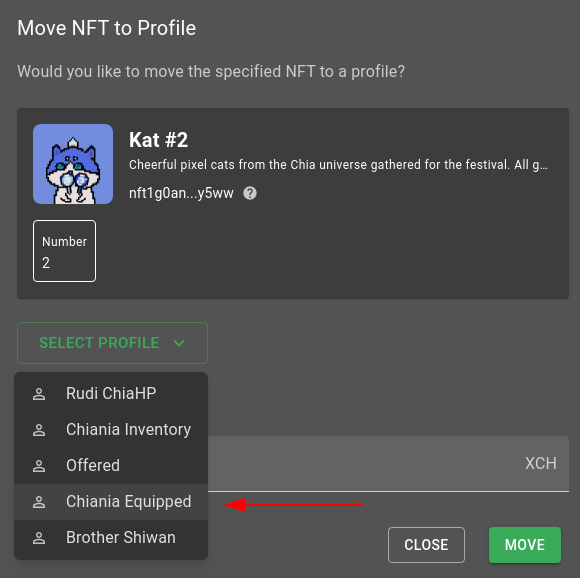 Move NFT to Profile
Would you like to move the specified NFT to a profile?
Kat #2
Cheerful pixel cats from the Chia universe gathered for the festival. All g...
nft1g0an...y5ww
Number
2
SELECT PROFILE
Rudi ChiaHP
Chiania Inventory
Offered
Chiania Equipped
Brother Shiwan
XCH
CLOSE
MOVE